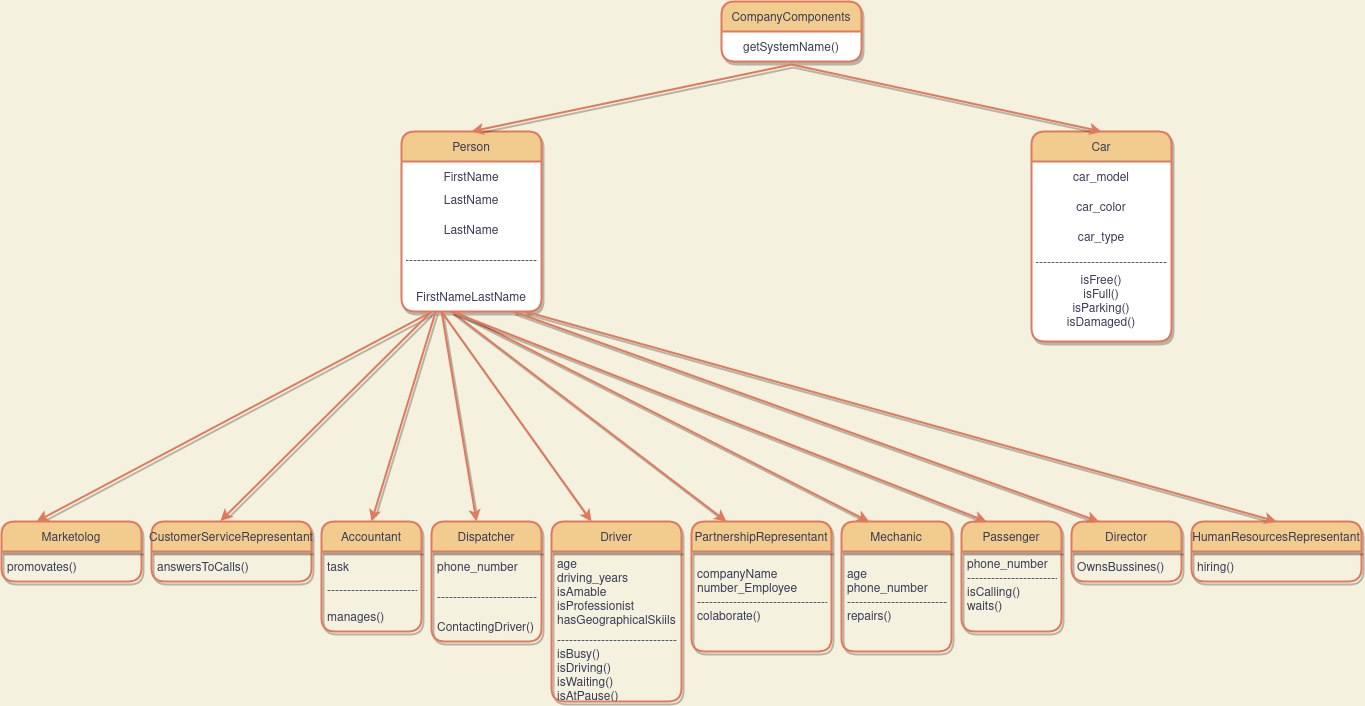 CompanyComponents
getSystemName()
Person
FirstName
LastName
LastName
FirstNameLastName
Car
car_model
car_color
car_type
isFree()
isFull()
isParking()
isDamaged()
Marketolog
promovates()
CustomerServiceRepresentant
answersToCalls()
Accountant
task
manages()
Dispatcher
phone_number
ContactingDriver()
Driver
age
driving_years
isAmable
isProfessionist
hasGeographicalSkiils
isBusy()
isDriving()
isWaiting()
isAtPause()
PartnershipRepresentant
companyName
number_Employee
colaborate()
Mechanic
age
phone_number
repairs()
Passenger
phone_number
isCalling()
waits()
Director
OwnsBussines()
HumanResourcesRepresentant
hiring()